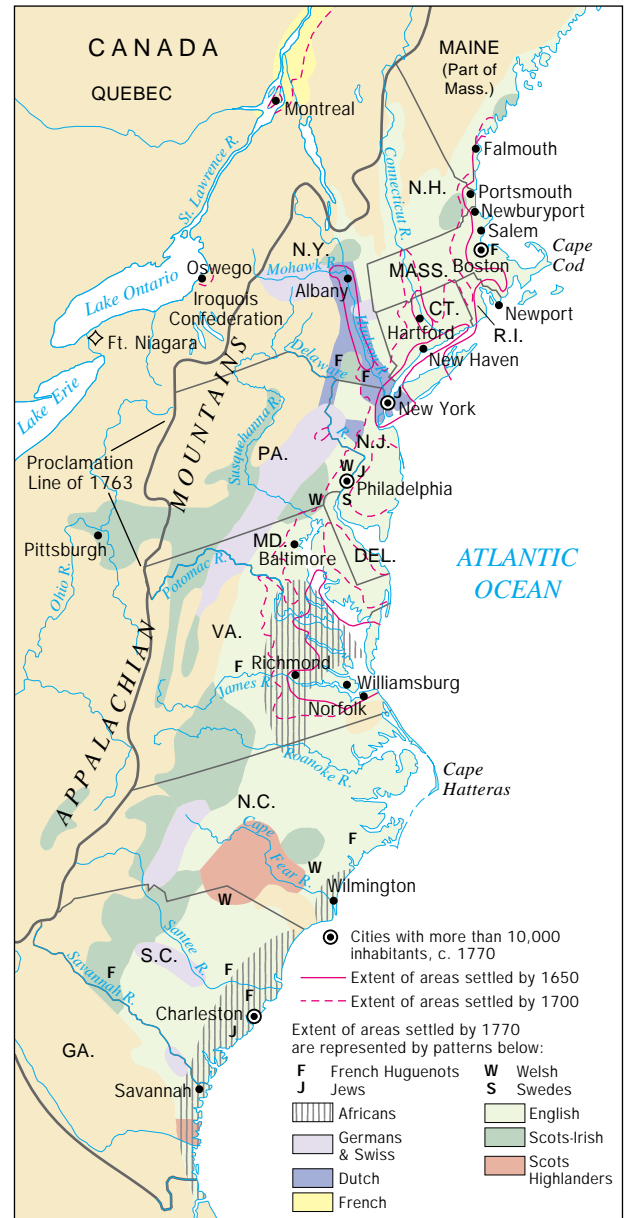 CANADA
QUEBEC
MAINE
(Part of
Mass.)
Montreal
St. Lawrence R.
Connecticut R.
Falmouth
N.H.
Portsmouth
Newburyport
Salem
F
Boston
Cape
Cod
N.Y.
Mohawk R.
Albany
MASS.
Oswego
Lake Ontario
Iroquois
Confederation
Ft. Niagara
Hudson R.
CT.
Hartford
Newport
R.I.
New Haven
Delaware
R.
F
F
J
New York
Lake Erie
MOUNTAINS
Susquehanna R.
N.J.
PA.
Proclamation
Line of 1763
W
J
Philadelphia
W
S
Pittsburgh
MD.
Baltimore
DEL.
ATLANTIC
OCEAN
Ohio R.
Potomac R.
VA.
F
Richmond
James R.
Williamsburg
Norfolk
APPALACHIAN
Roanoke R.
Cape
Hatteras
N.C.
Cape
Fear R.
F
W
Wilmington
W
Santee R.
S.C.
F
F
F
Savannah R.
Charleston
J
GA.
Savannah
Cities with more than 10,000
inhabitants, c. 1770
Extent of areas settled by 1650
Extent of areas settled by 1700
Extent of areas settled by 1770
are represented by patterns below:
F French Huguenots
J Jews
Africans
Germans
& Swiss
Dutch
French
W Welsh
S Swedes
English
Scots-Irish
Scots
Highlanders